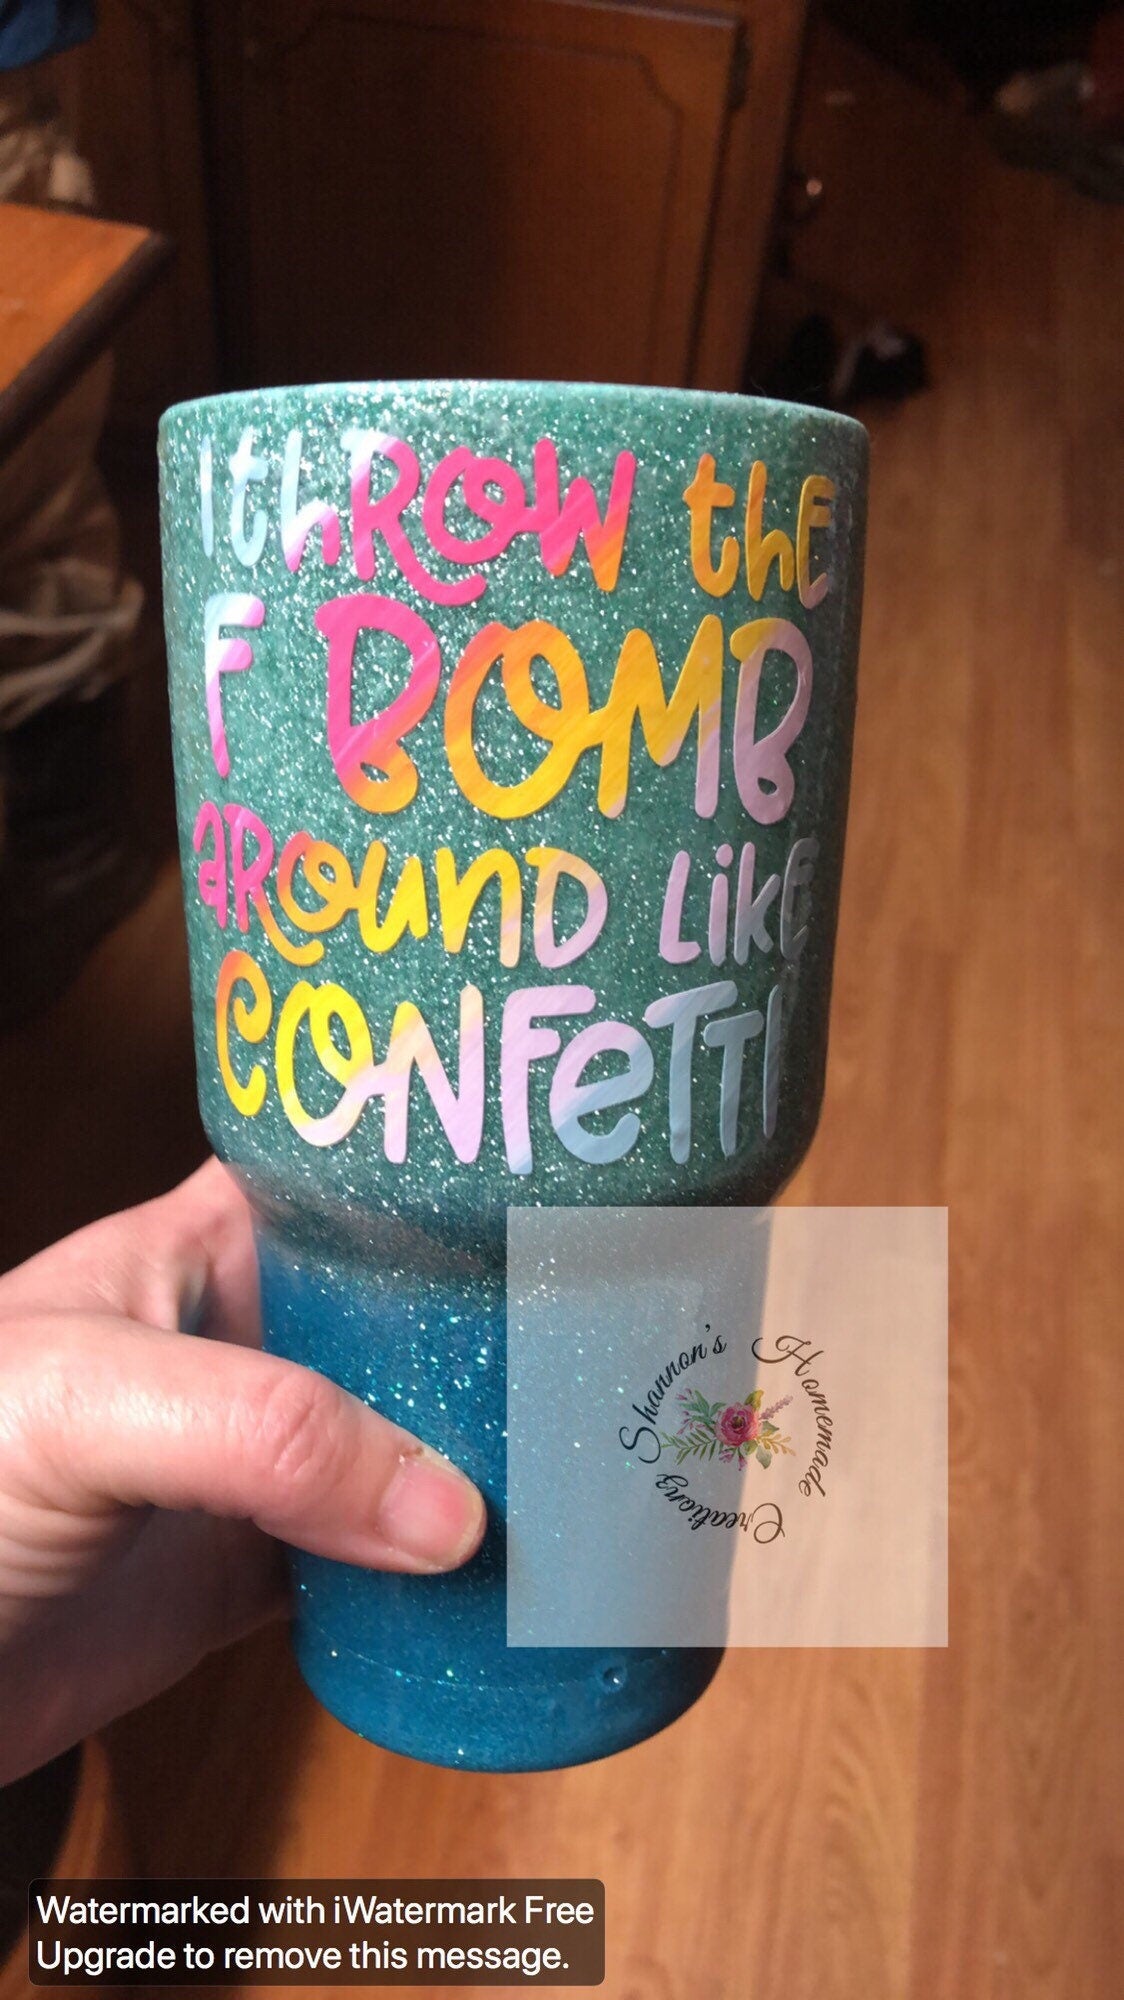 I thROW the
F BOMB
aROunD Like
CONFeTTI
Shannon's Homemade Creations
Watermarked with iWatermark Free
Upgrade to remove this message.